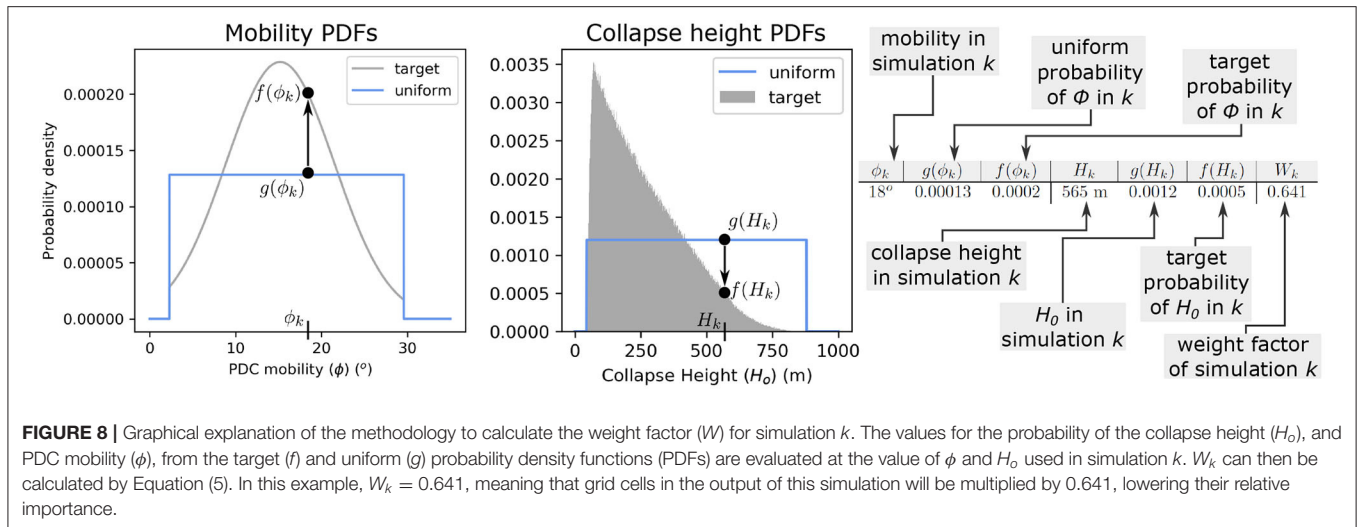 Mobility PDFs
target
uniform
Probability density
0.00020
0.00015
0.00010
0.00005
0.00000
f(ϕk)
g(ϕk)
ϕk
0 10 20 30
PDC mobility (ϕ) (o)
Collapse height PDFs
uniform
target
0.0035
0.0030
0.0025
0.0020
0.0015
0.0010
0.0005
0.0000
g(Hk)
f(Hk)
Hk
0 250 500 750 1000
Collapse Height (Ho) (m)
mobility in
simulation k
uniform
probability
of Φ in k
target
probability
of Φ in k
ϕk g(ϕk) f(ϕk) Hk g(Hk) f(Hk) Wk
18o 0.00013 0.0002 565 m 0.0012 0.0005 0.641
collapse height
in simulation k
Ho in
simulation k
target
probability
of Ho in k
weight factor
of simulation k
FIGURE 8 | Graphical explanation of the methodology to calculate the weight factor (W) for simulation k. The values for the probability of the collapse height (Ho), and
PDC mobility (ϕ), from the target (f) and uniform (g) probability density functions (PDFs) are evaluated at the value of ϕ and Ho used in simulation k. Wk can then be
calculated by Equation (5). In this example, Wk = 0.641, meaning that grid cells in the output of this simulation will be multiplied by 0.641, lowering their relative
importance.